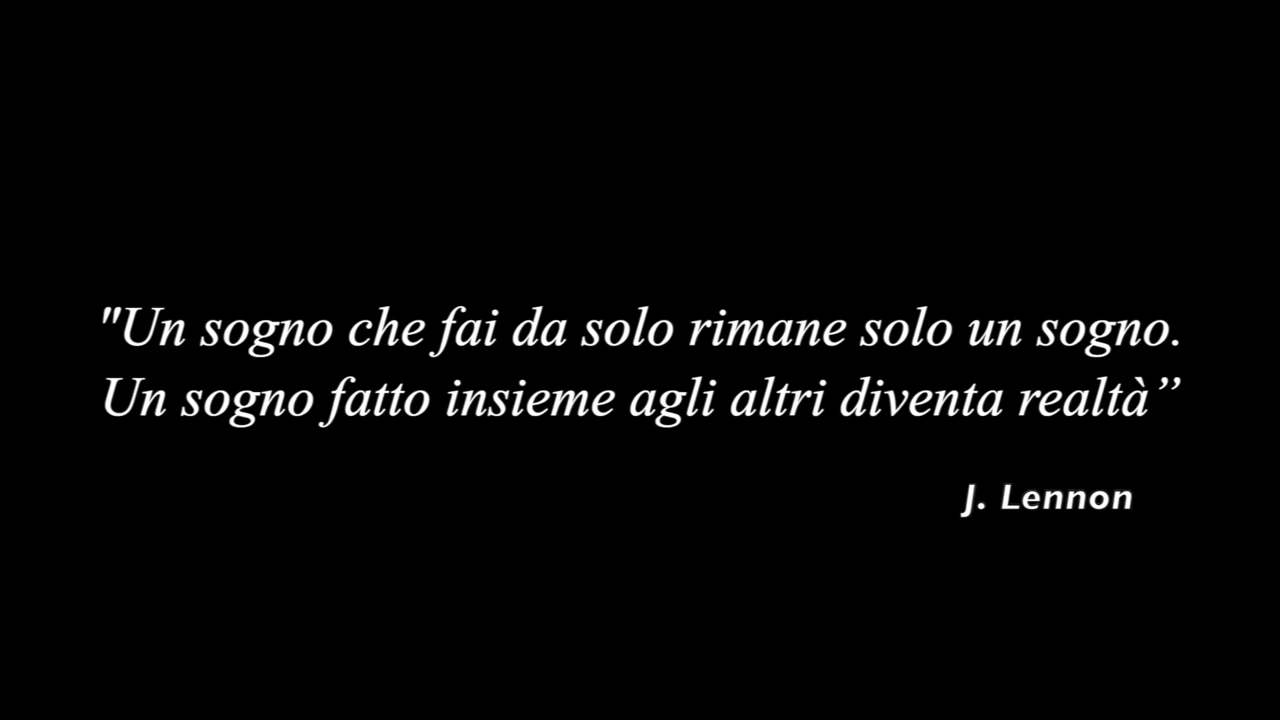 "Un sogno che fai da solo rimane solo un sogno.
Un sogno fatto insieme agli altri diventa realtà”
J. Lennon